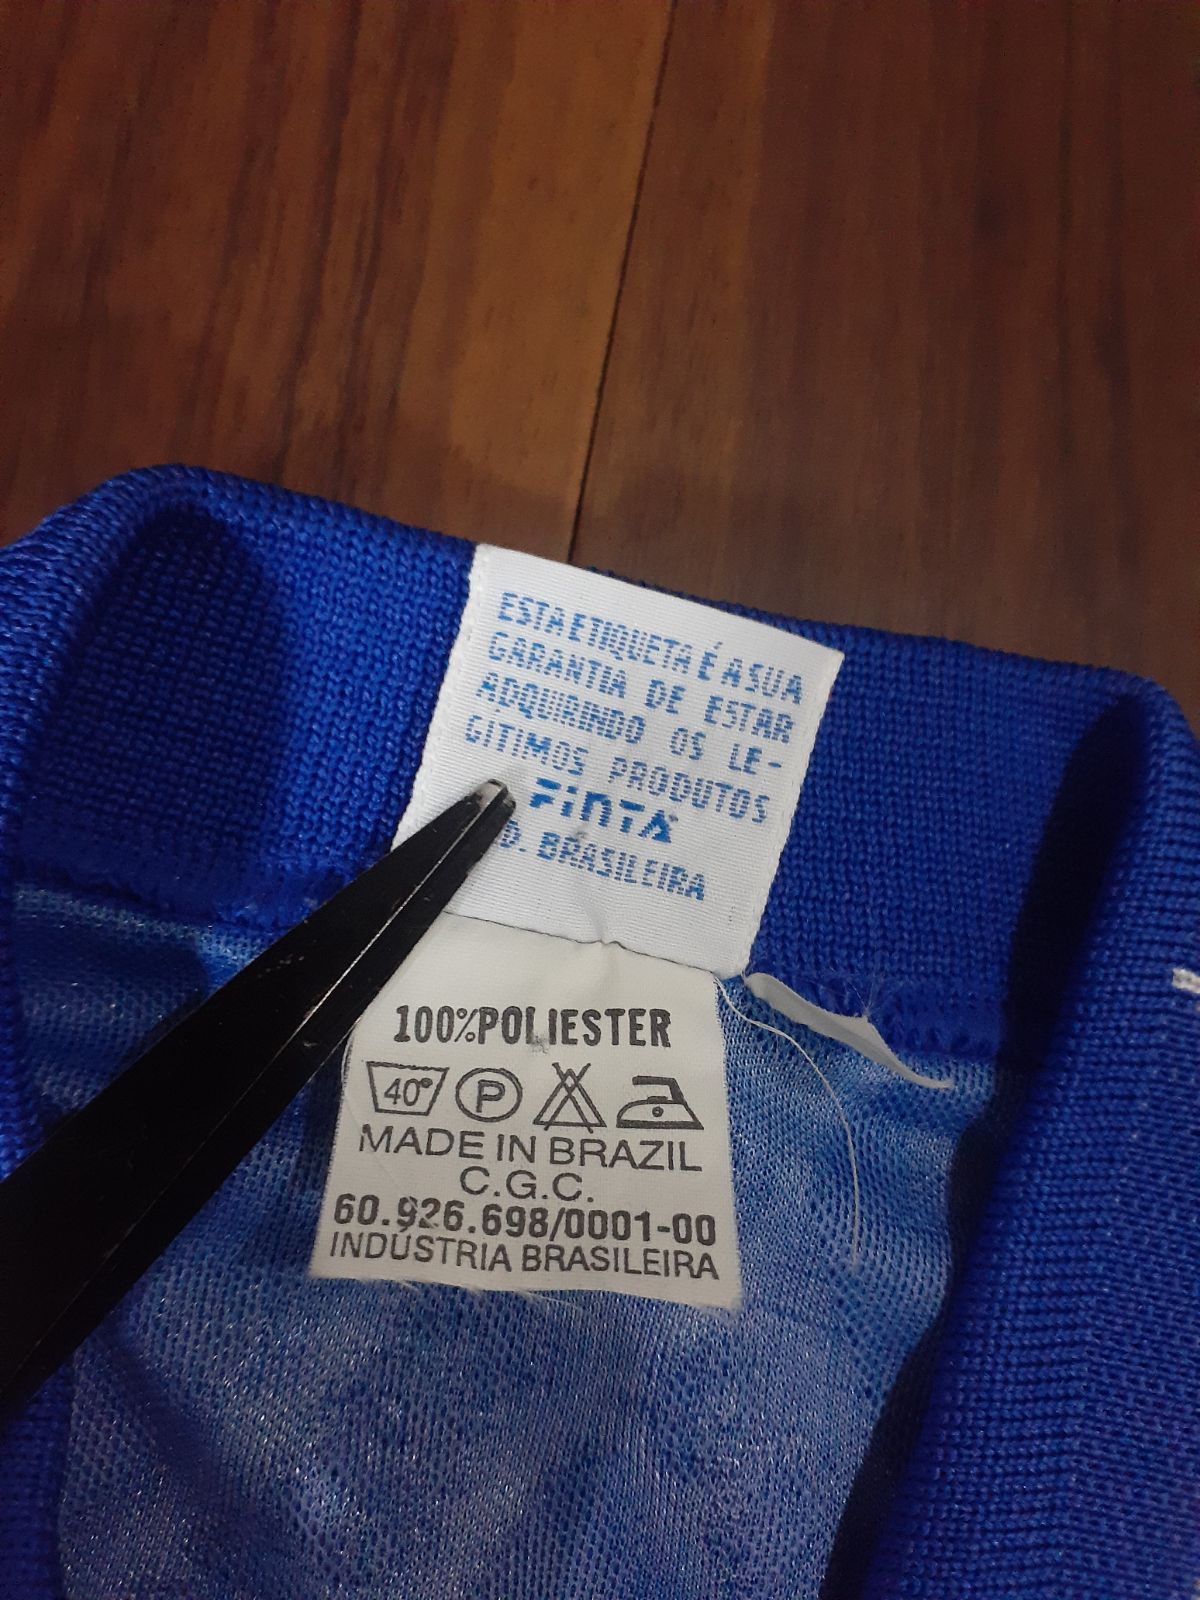 ESTA ETIQUETA É A SUA
GARANTIA DE ESTAR
ADQUIRINDO OS LE-
GITIMOS PRODUTOS
FINTA
D. BRASILEIRA
100% POLIESTER
40° P
MADE IN BRAZIL
C.G.C.
60.926.698/0001-00
INDÚSTRIA BRASILEIRA